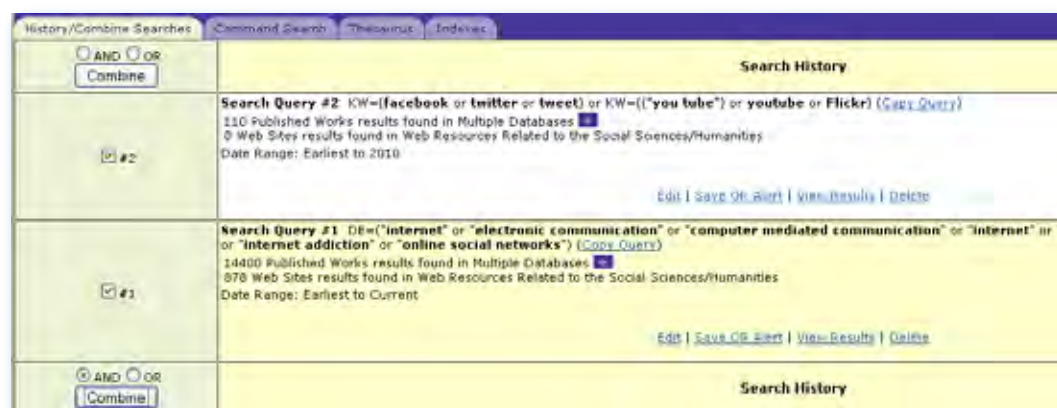 History/Combine Searches Command Search Thesaurus Indexes
AND OR
Combine
Search History
#2
Search Query #2 KW=(facebook or twitter or tweet) or KW=(("you tube") or youtube or Flickr) (Copy Query)
110 Published Works results found in Multiple Databases +
0 Web Sites results found in Web Resources Related to the Social Sciences/Humanities
Date Range: Earliest to 2010
Edit | Save OR Alert | View Results | Delete
#1
Search Query #1 DE=("internet" or "electronic communication" or "computer mediated communication" or "internet" or
or "internet addiction" or "online social networks") (Copy Query)
14400 Published Works results found in Multiple Databases +
878 Web Sites results found in Web Resources Related to the Social Sciences/Humanities
Date Range: Earliest to Current
Edit | Save OR Alert | View Results | Delete
AND OR
Combine
Search History